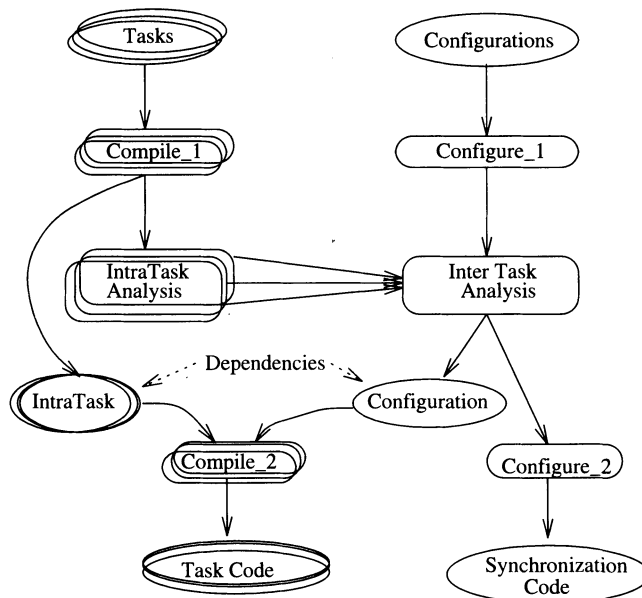 Tasks
Configurations
Compile_1
Configure_1
IntraTask
Analysis
Inter Task
Analysis
Dependencies
IntraTask
Configuration
Compile_2
Configure_2
Task Code
Synchronization
Code